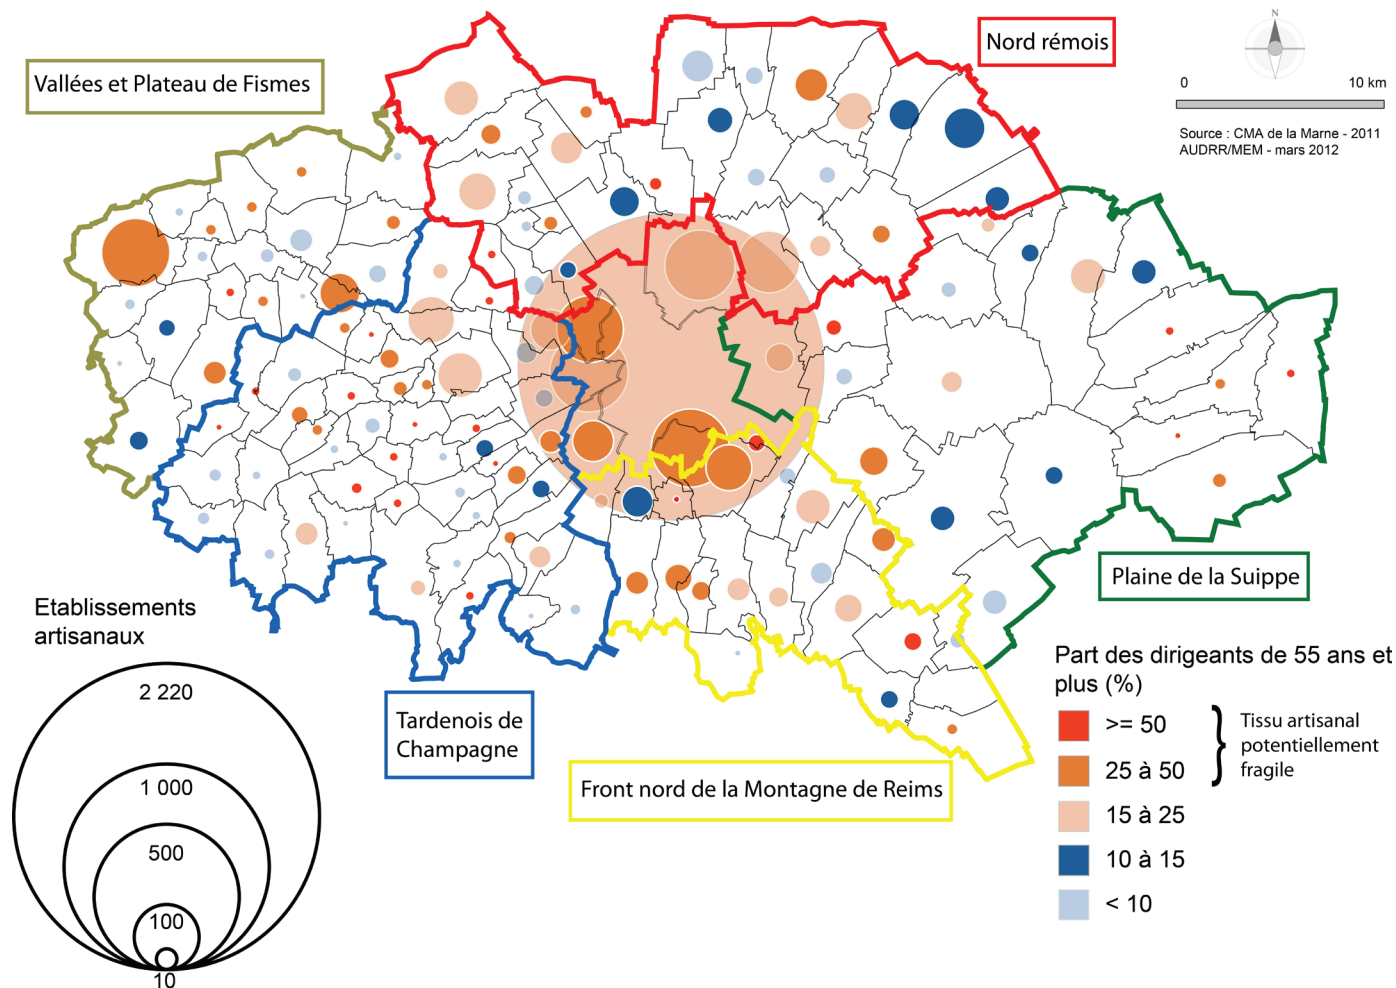 Nord rémois
N
Vallées et Plateau de Fismes
0
10 km
Source : CMA de la Marne - 2011
AUDRR/MEM - mars 2012
Plaine de la Suippe
Etablissements
artisanaux
2 220
1 000
500
100
10
Tardenois de
Champagne
Front nord de la Montagne de Reims
Part des dirigeants de 55 ans et
plus (%)
>= 50
25 à 50
15 à 25
10 à 15
< 10
Tissu artisanal
potentiellement
fragile